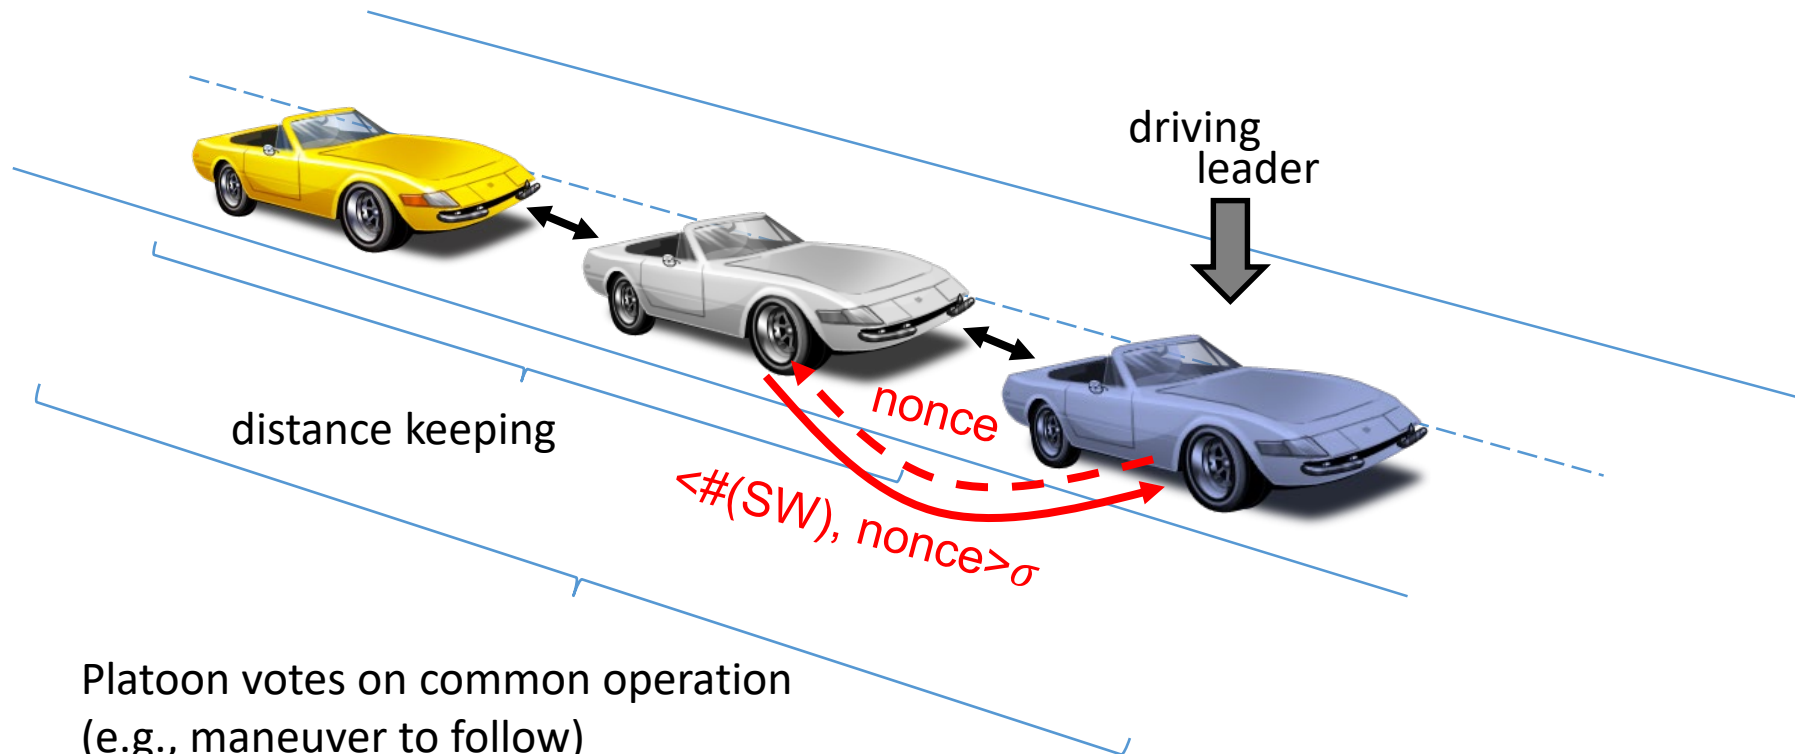 driving
leader
nonce
distance keeping
<#(SW), nonce>σ
Platoon votes on common operation
(e.g., maneuver to follow)